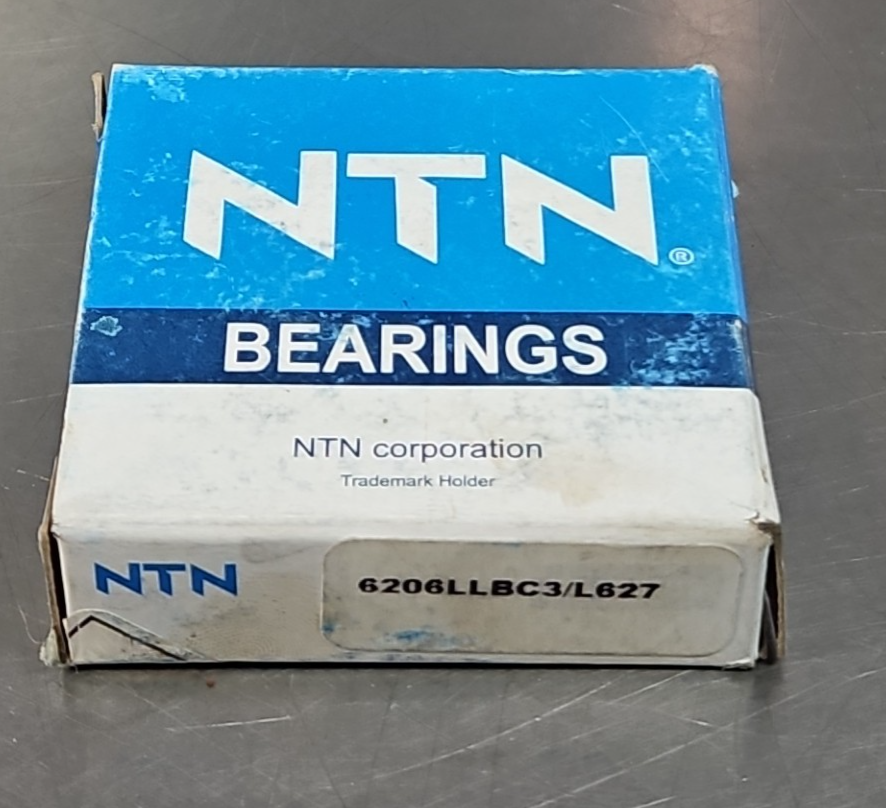 NTN®
BEARINGS
NTN corporation
Trademark Holder
NTN
6206LLBC3/L627